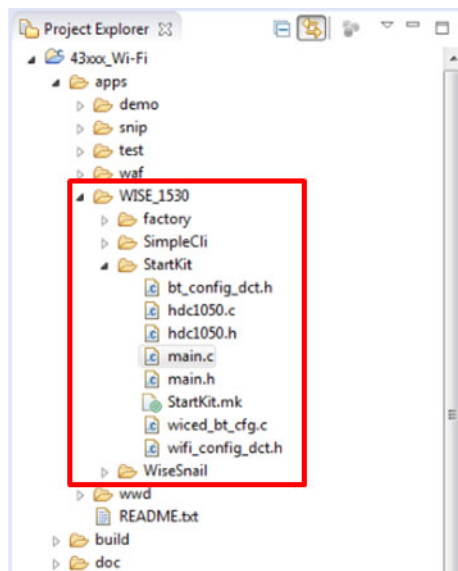 Project Explorer
43xxx_Wi-Fi
apps
demo
snip
test
waf
WISE_1530
factory
SimpleCli
StartKit
bt_config_dct.h
hdc1050.c
hdc1050.h
main.c
main.h
StartKit.mk
wiced_bt_cfg.c
wifi_config_dct.h
WiseSnail
wwd
README.txt
build
doc